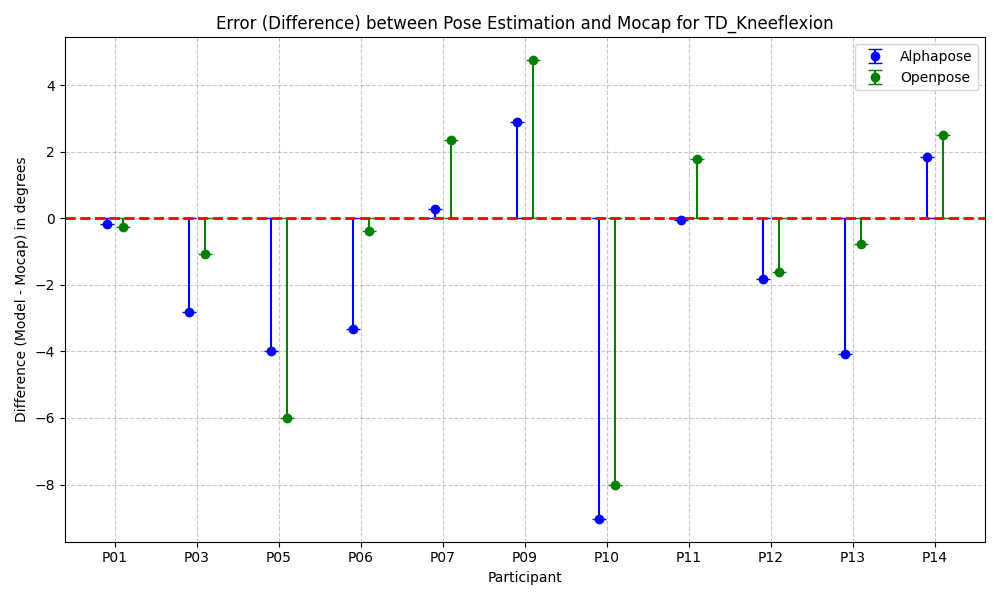 Error (Difference) between Pose Estimation and Mocap for TD_Kneeflexion
Alphapose
Openpose
Difference (Model - Mocap) in degrees
4
2
0
−2
−4
−6
−8
P01 P03 P05 P06 P07 P09 P10 P11 P12 P13 P14
Participant